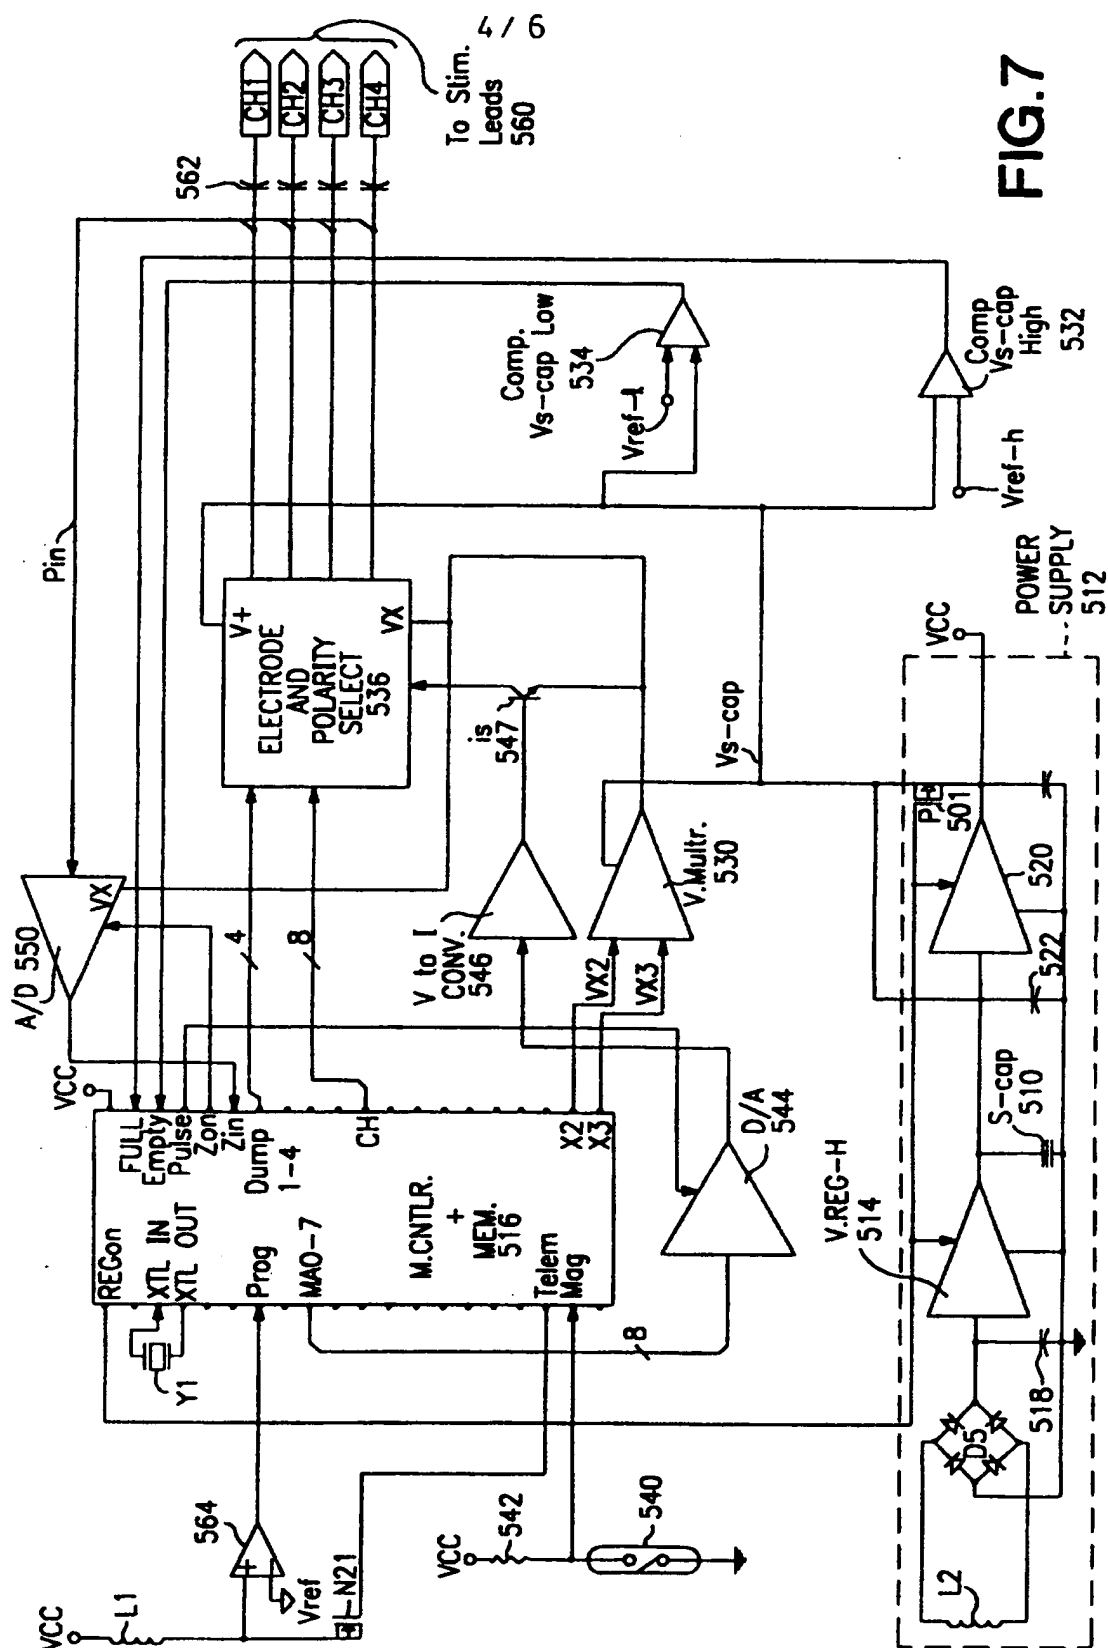 4 / 6
FIG.7
To Stim.
Leads
560
CH1
CH2
CH3
CH4
562
Pin
A/D 550
VX
V+
ELECTRODE
AND
POLARITY
SELECT
536
VX
Comp.
Vs-cap Low
534
Vref-l
Comp
Vs-cap
High
532
Vref-h
is
547
V to I
CONV.
546
V.Multr.
530
VX2
VX3
Vs-cap
4
8
VCC
FULL
Empty
Pulse
Zon
Zin
Dump
1-4
CH
X2
X3
REGon
XTL IN
XTL OUT
Prog
MAO-7
M.CNTLR.
+
MEM.
516
Telem
Mag
Y1
8
D/A
544
VCC
L1
564
Vref
N21
VCC
542
540
POWER
SUPPLY
512
VCC
P1
501
520
522
S-cap
510
V.REG-H
514
518
D5
L2